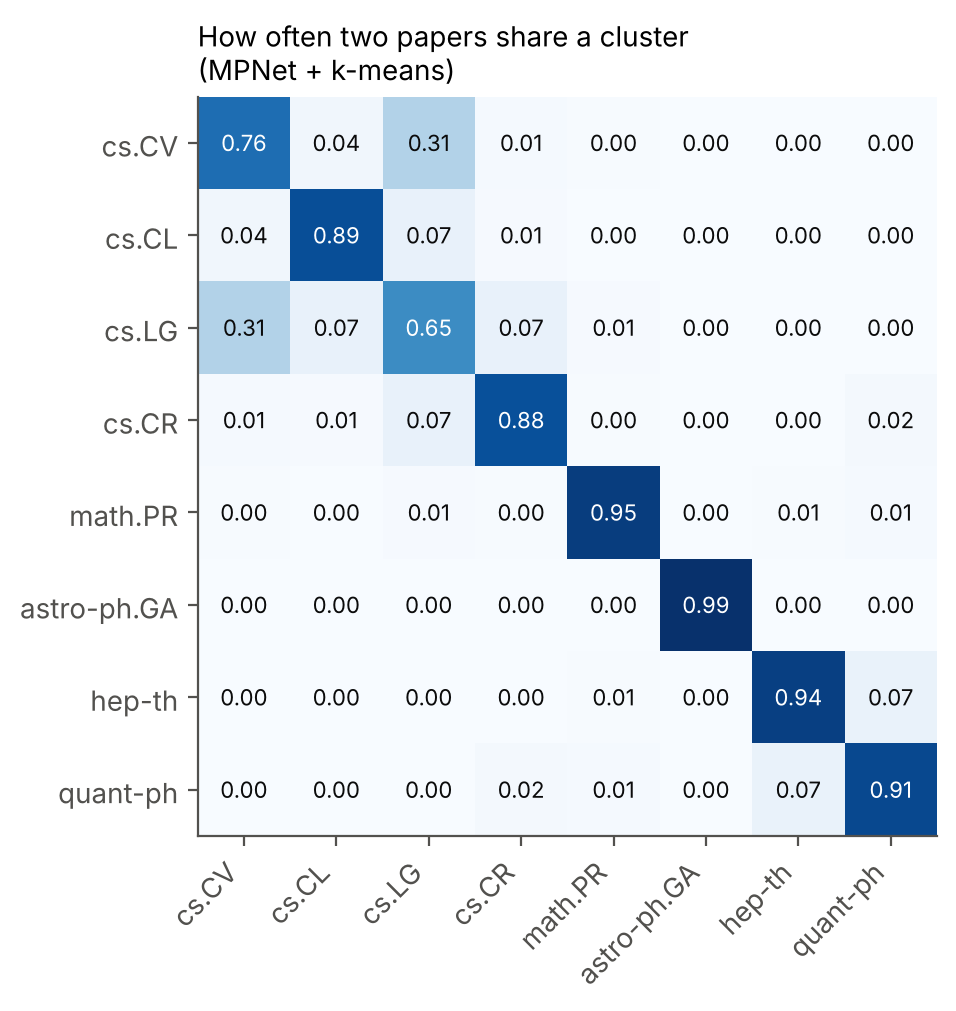 How often two papers share a cluster
(MPNet + k-means)
cs.CV 0.76 0.04 0.31 0.01 0.00 0.00 0.00 0.00
cs.CL 0.04 0.89 0.07 0.01 0.00 0.00 0.00 0.00
cs.LG 0.31 0.07 0.65 0.07 0.01 0.00 0.00 0.00
cs.CR 0.01 0.01 0.07 0.88 0.00 0.00 0.00 0.02
math.PR 0.00 0.00 0.01 0.00 0.95 0.00 0.01 0.01
astro-ph.GA 0.00 0.00 0.00 0.00 0.00 0.99 0.00 0.00
hep-th 0.00 0.00 0.00 0.00 0.01 0.00 0.94 0.07
quant-ph 0.00 0.00 0.00 0.02 0.01 0.00 0.07 0.91
cs.CV cs.CL cs.LG cs.CR math.PR astro-ph.GA hep-th quant-ph